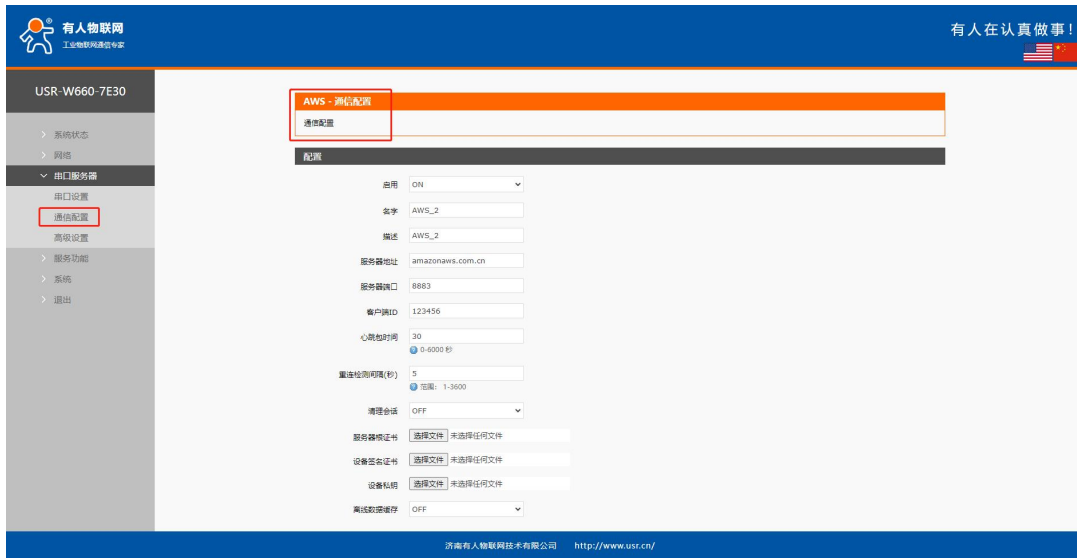 有人物联网
工业物联网通信专家
有人在认真做事!
USR-W660-7E30
系统状态
网络
串口服务器
串口设置
通信配置
高级设置
服务功能
系统
退出
AWS - 通信配置
通信配置
配置
启用 ON
名字 AWS_2
描述 AWS_2
服务器地址 amazonaws.com.cn
服务器端口 8883
客户端ID 123456
心跳包时间 30
0-6000 秒
重连检测间隔(秒) 5
范围: 1-3600
清理会话 OFF
服务器根证书 选择文件 未选择任何文件
设备签名证书 选择文件 未选择任何文件
设备私钥 选择文件 未选择任何文件
离线数据缓存 OFF
济南有人物联网技术有限公司 http://www.usr.cn/